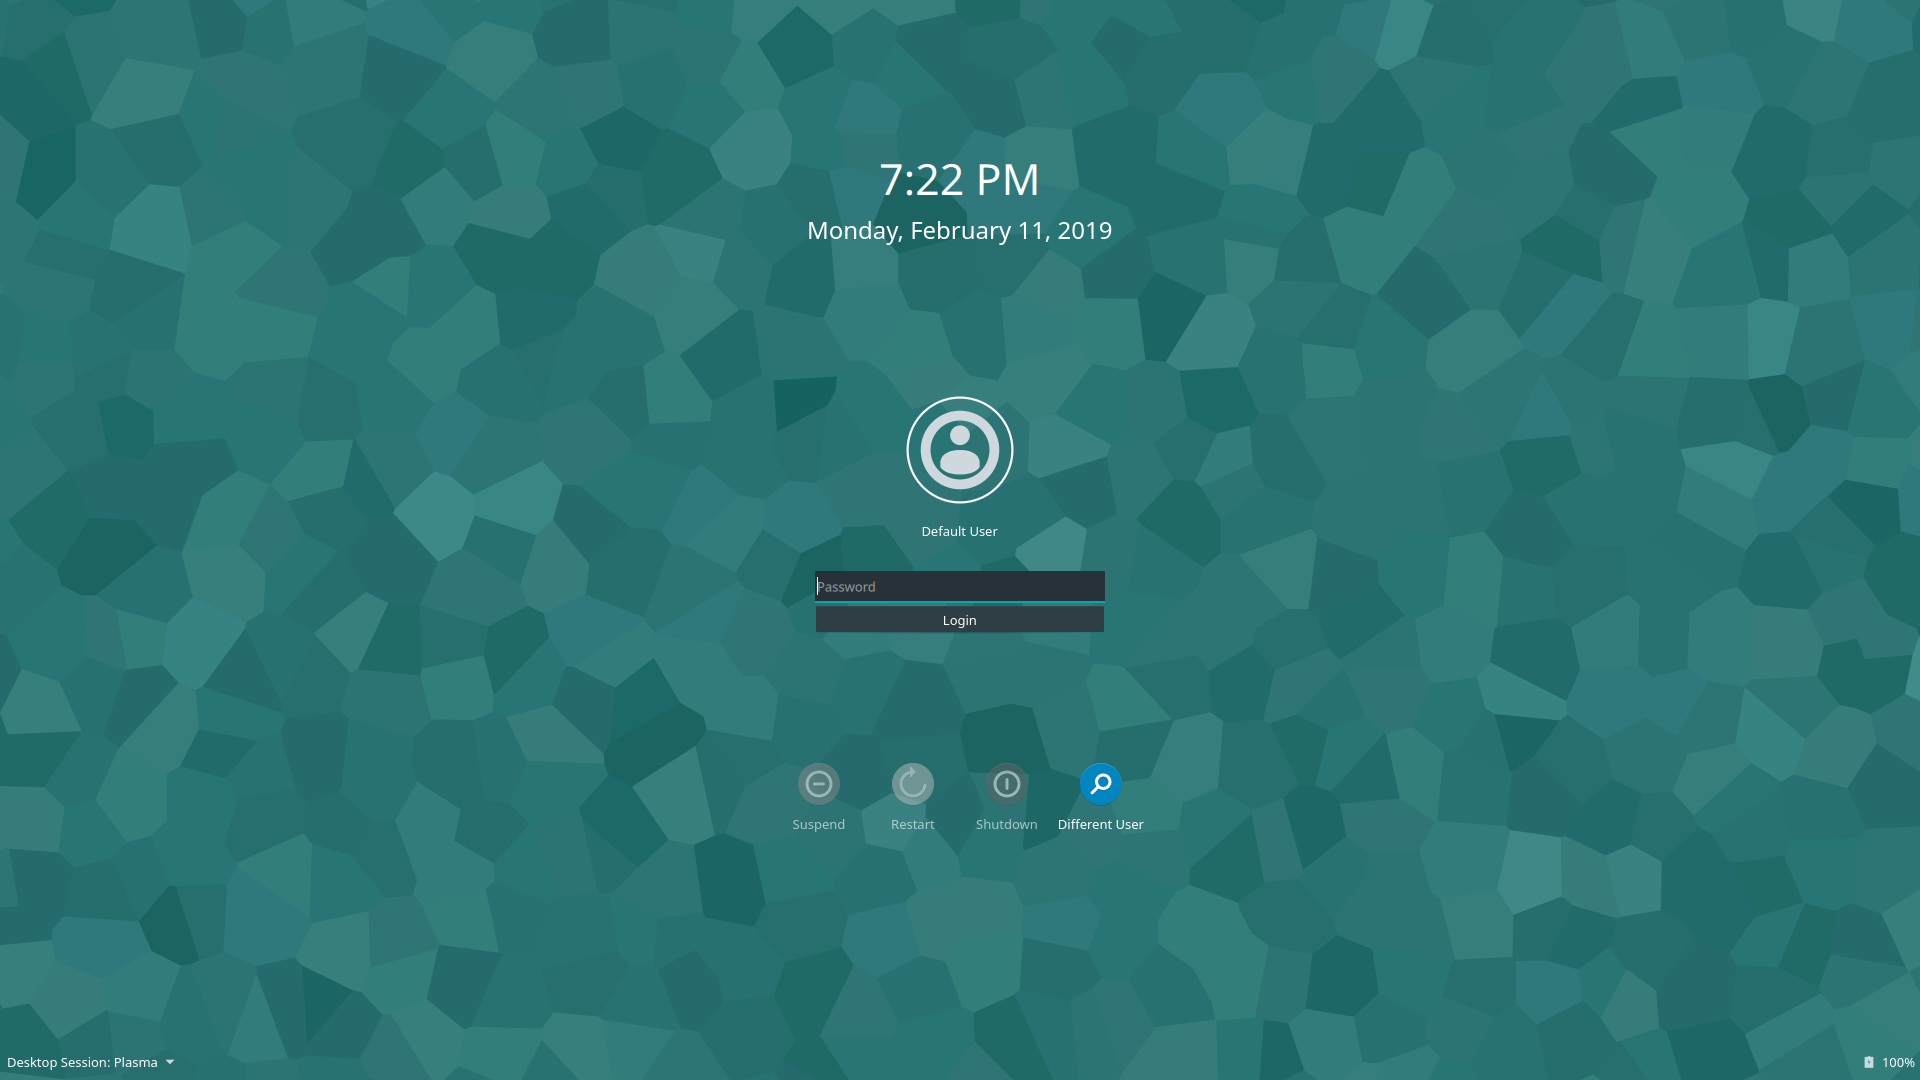 7:22 PM
Monday, February 11, 2019
Default User
Password
Login
Suspend
Restart
Shutdown
Different User
Desktop Session: Plasma
100%